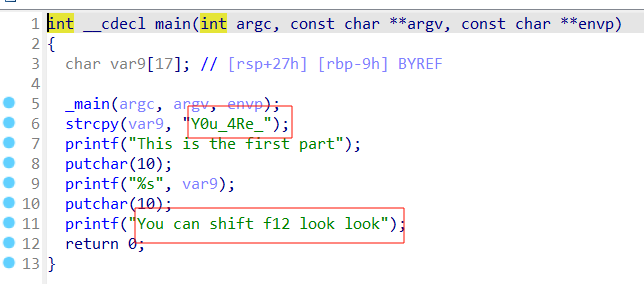 1 int __cdecl main(int argc, const char **argv, const char **envp)
2 {
3 char var9[17]; // [rsp+27h] [rbp-9h] BYREF
4
5 _main(argc, argv, envp);
6 strcpy(var9, "Y0u_4Re_");
7 printf("This is the first part");
8 putchar(10);
9 printf("%s", var9);
10 putchar(10);
11 printf("You can shift f12 look look");
12 return 0;
13 }